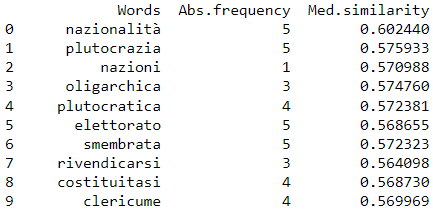 Words Abs.frequency Med.similarity
0 nazionalità 5 0.602440
1 plutocrazia 5 0.575933
2 nazioni 1 0.570988
3 oligarchica 3 0.574760
4 plutocratica 4 0.572381
5 elettorato 5 0.568655
6 smembrata 5 0.572323
7 rivendicarsi 3 0.564098
8 costituitasi 4 0.568730
9 clericume 4 0.569969